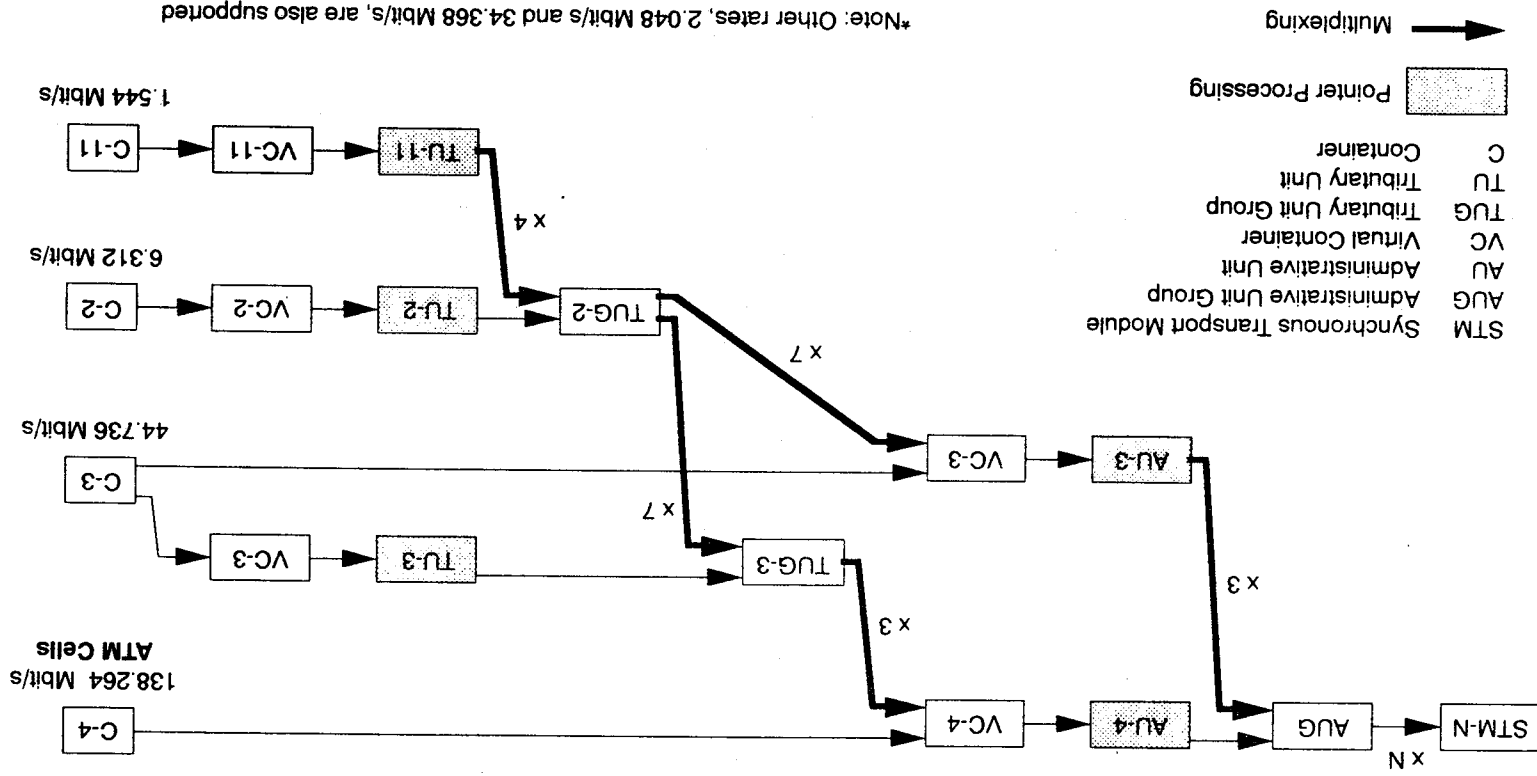 x N
STM-N
AUG
AU-4
VC-4
C-4
138.264 Mbit/s
ATM Cells
x 3
x 3
TUG-3
TU-3
VC-3
x 7
AU-3
VC-3
C-3
44.736 Mbit/s
x 7
TUG-2
TU-2
VC-2
C-2
6.312 Mbit/s
x 4
TU-11
VC-11
C-11
1.544 Mbit/s
STM Synchronous Transport Module
AUG Administrative Unit Group
AU Administrative Unit
VC Virtual Container
TUG Tributary Unit Group
TU Tributary Unit
C Container
Pointer Processing
Multiplexing
*Note: Other rates, 2.048 Mbit/s and 34.368 Mbit/s, are also supported